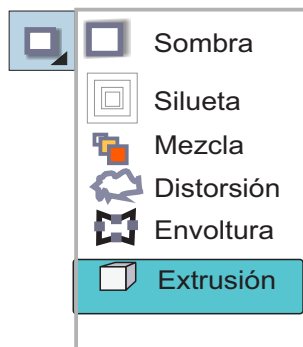 Sombra
Silueta
Mezcla
Distorsión
Envoltura
Extrusión